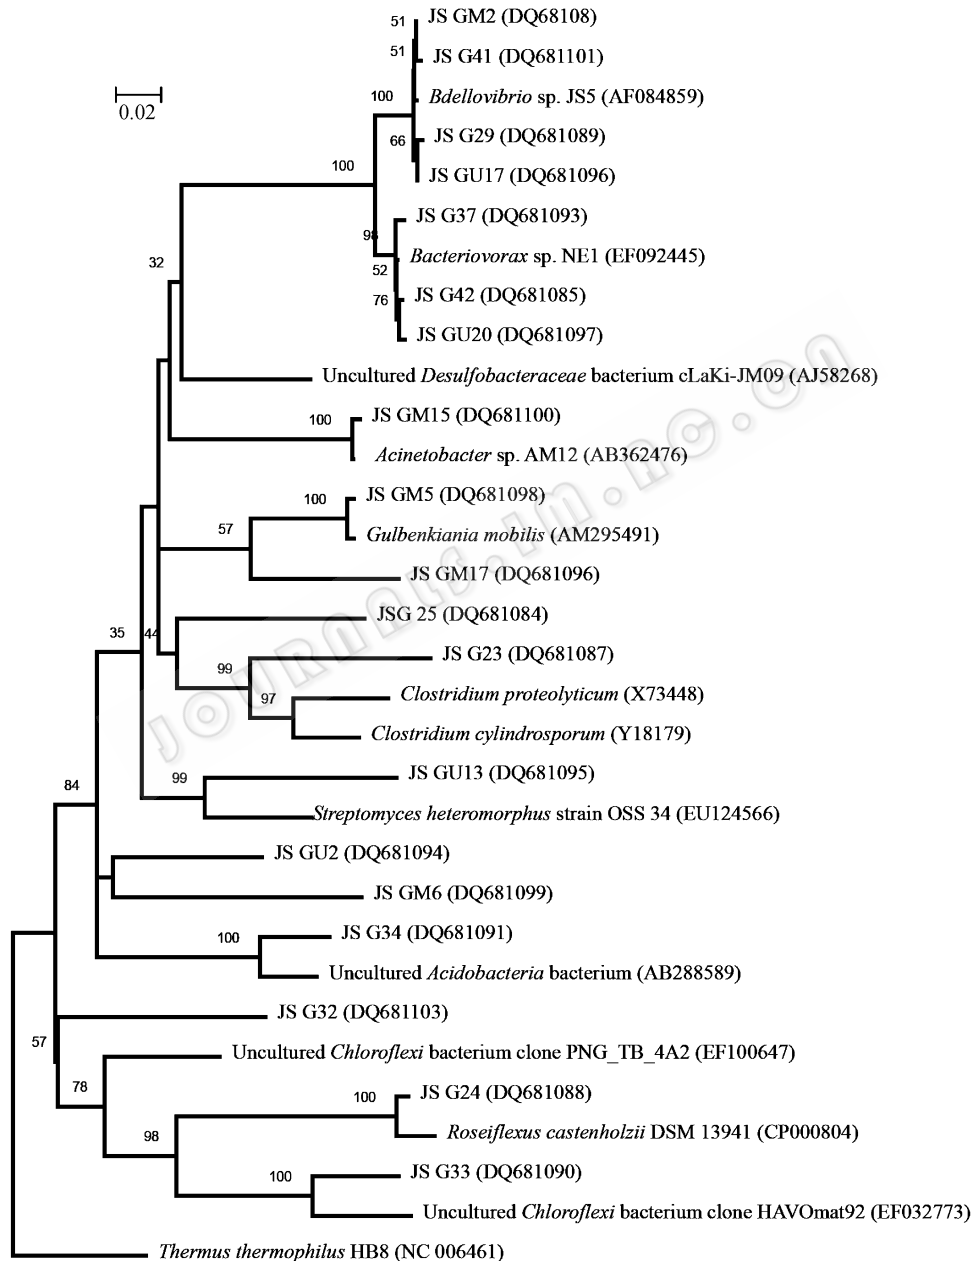 51
JS GM2 (DQ68108)
51
JS G41 (DQ681101)
0.02
100
Bdellovibrio sp. JS5 (AF084859)
66
JS G29 (DQ681089)
100
JS GU17 (DQ681096)
JS G37 (DQ681093)
98
Bacteriovorax sp. NE1 (EF092445)
32
52
JS G42 (DQ681085)
76
JS GU20 (DQ681097)
Uncultured Desulfobacteraceae bacterium cLaKi-JM09 (AJ58268)
100
JS GM15 (DQ681100)
Acinetobacter sp. AM12 (AB362476)
100
JS GM5 (DQ681098)
57
Gulbenkiania mobilis (AM295491)
JS GM17 (DQ681096)
JSG 25 (DQ681084)
35
44
JS G23 (DQ681087)
99
97
Clostridium proteolyticum (X73448)
Clostridium cylindrosporum (Y18179)
99
JS GU13 (DQ681095)
84
Streptomyces heteromorphus strain OSS 34 (EU124566)
JS GU2 (DQ681094)
JS GM6 (DQ681099)
100
JS G34 (DQ681091)
Uncultured Acidobacteria bacterium (AB288589)
JS G32 (DQ681103)
57
Uncultured Chloroflexi bacterium clone PNG_TB_4A2 (EF100647)
78
100
JS G24 (DQ681088)
98
Roseiflexus castenholzii DSM 13941 (CP000804)
100
JS G33 (DQ681090)
Uncultured Chloroflexi bacterium clone HAVOmat92 (EF032773)
Thermus thermophilus HB8 (NC 006461)
JOURNALS.IM.AC.CN